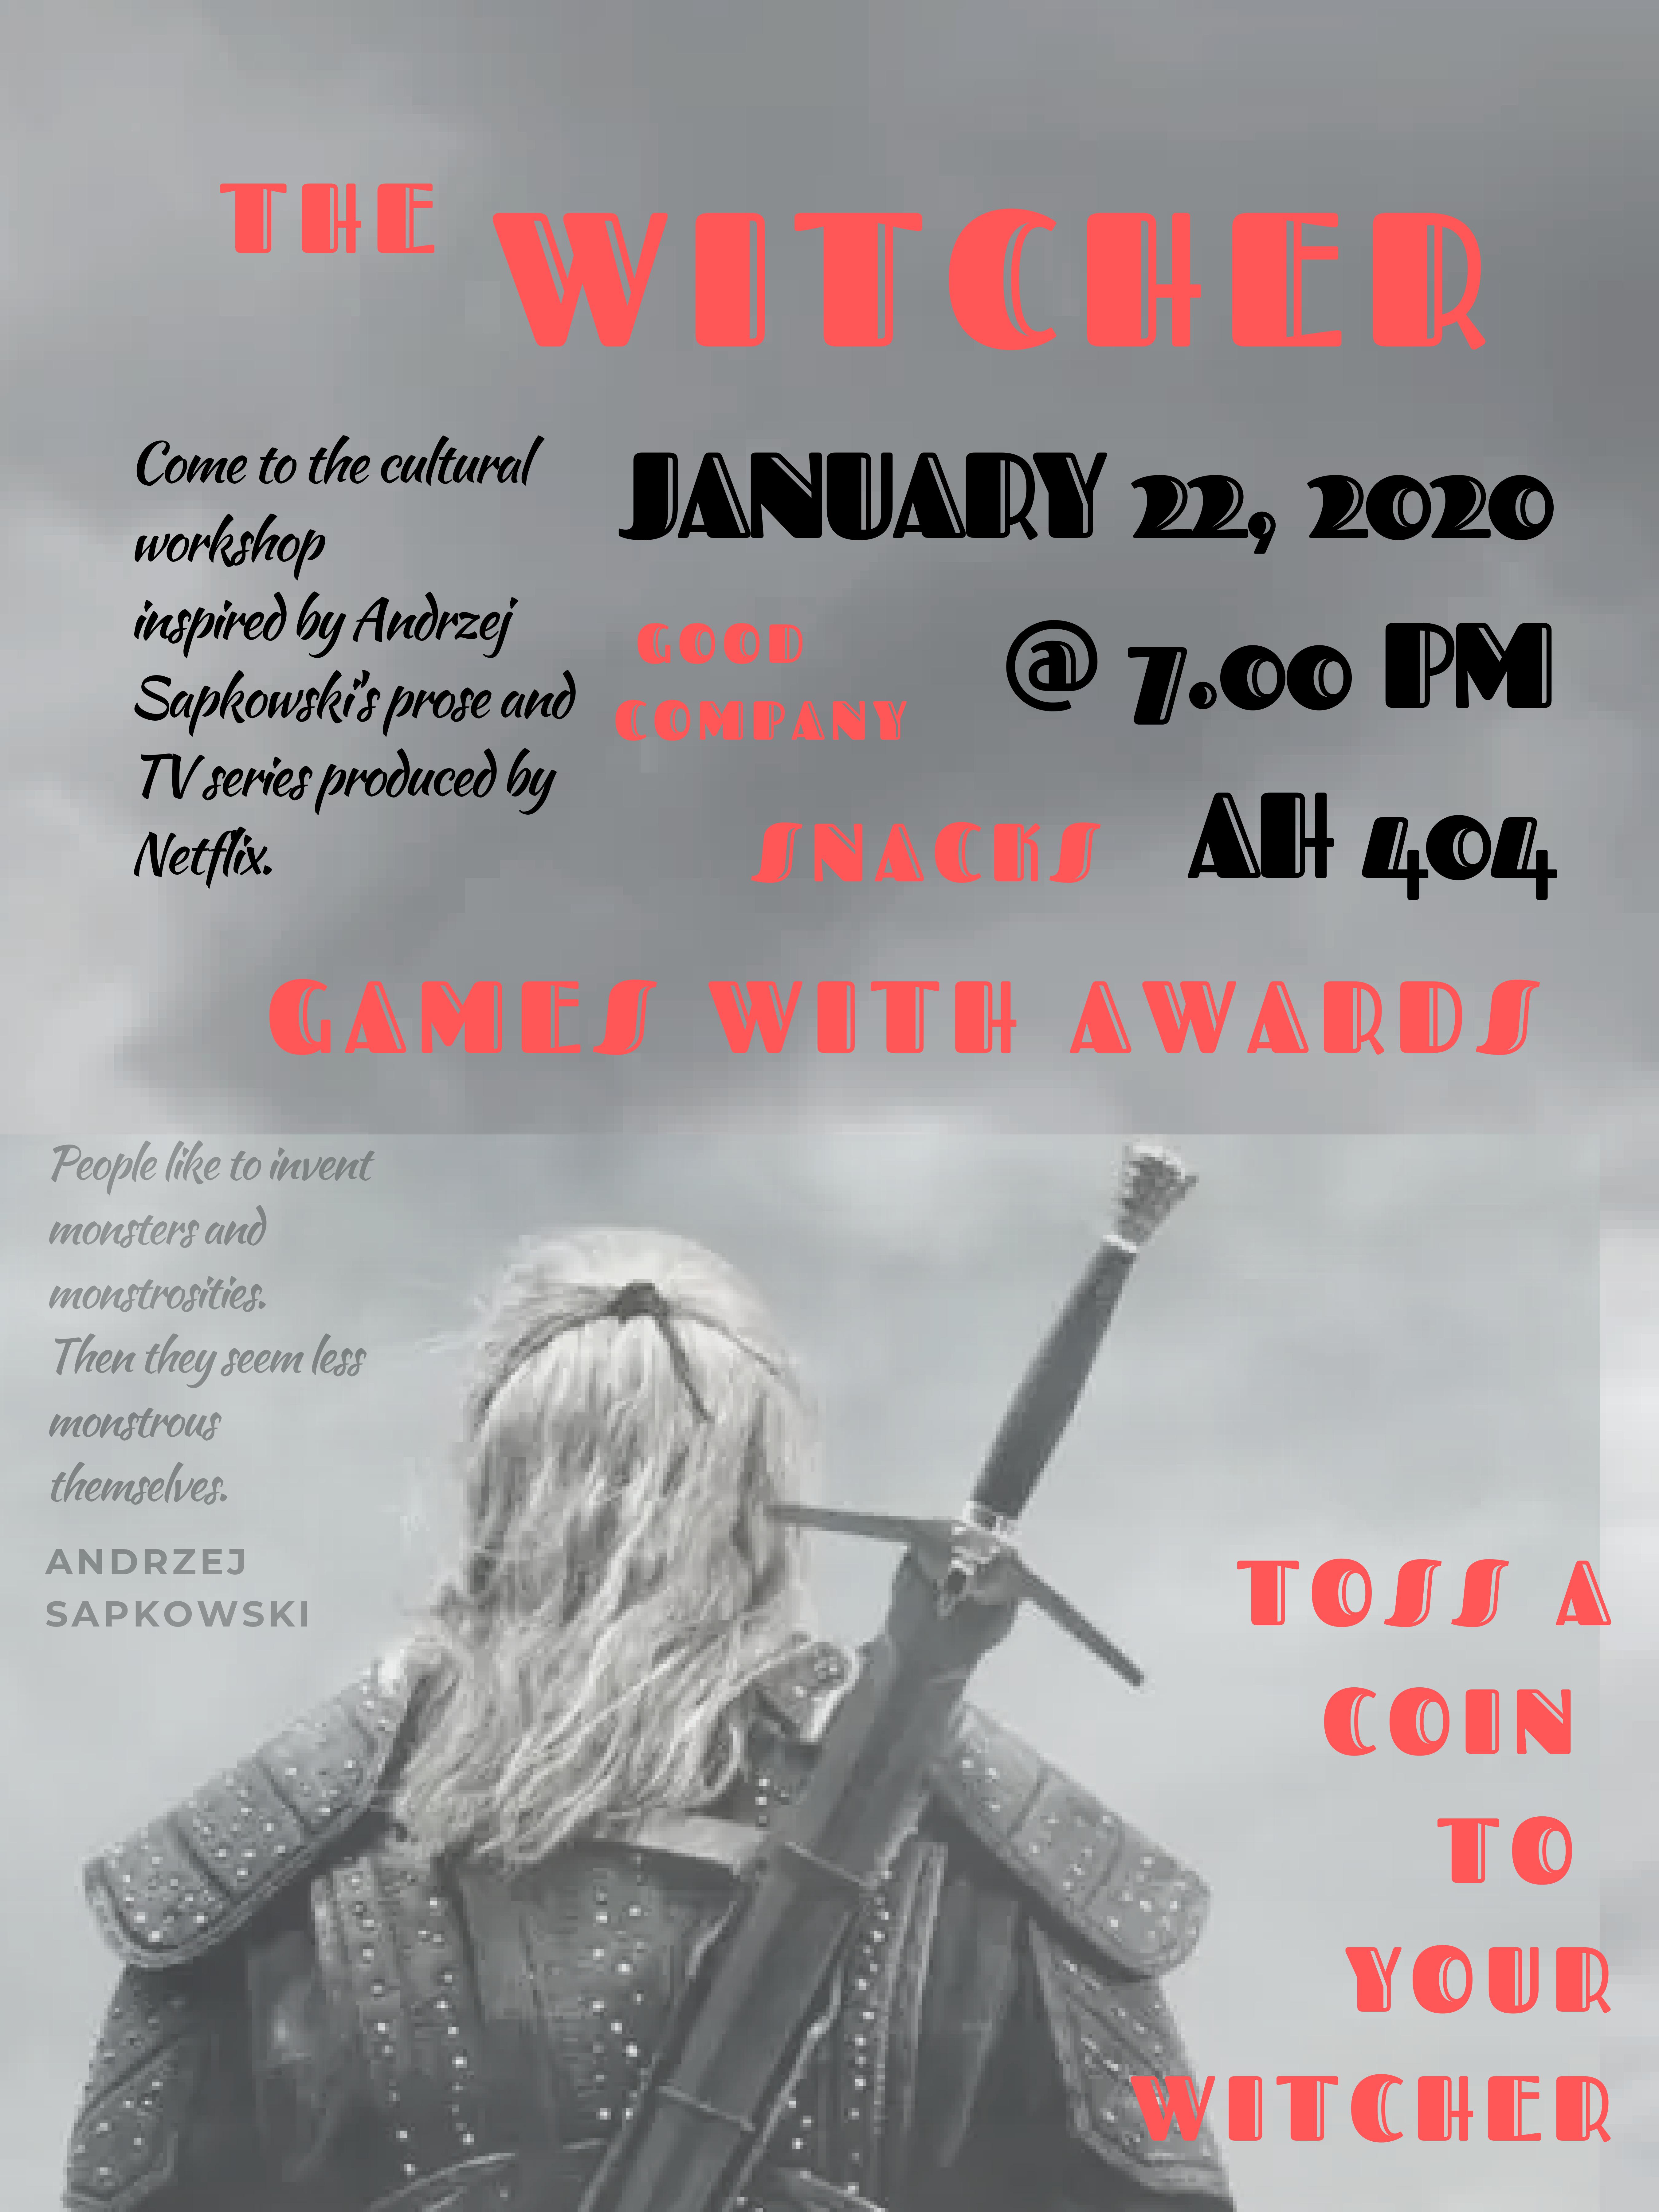 THE WITCHER
Come to the cultural
workshop
inspired by Andrzej
Sapkowski's prose and
TV series produced by
Netflix.
JANUARY 22, 2020
@ 7.00 PM
AH 404
GOOD
COMPANY
SNACKS
GAMES WITH AWARDS
People like to invent
monsters and
monstrosities.
Then they seem less
monstrous
themselves.
ANDRZEJ
SAPKOWSKI
TOSS A
COIN
TO
YOUR
WITCHER